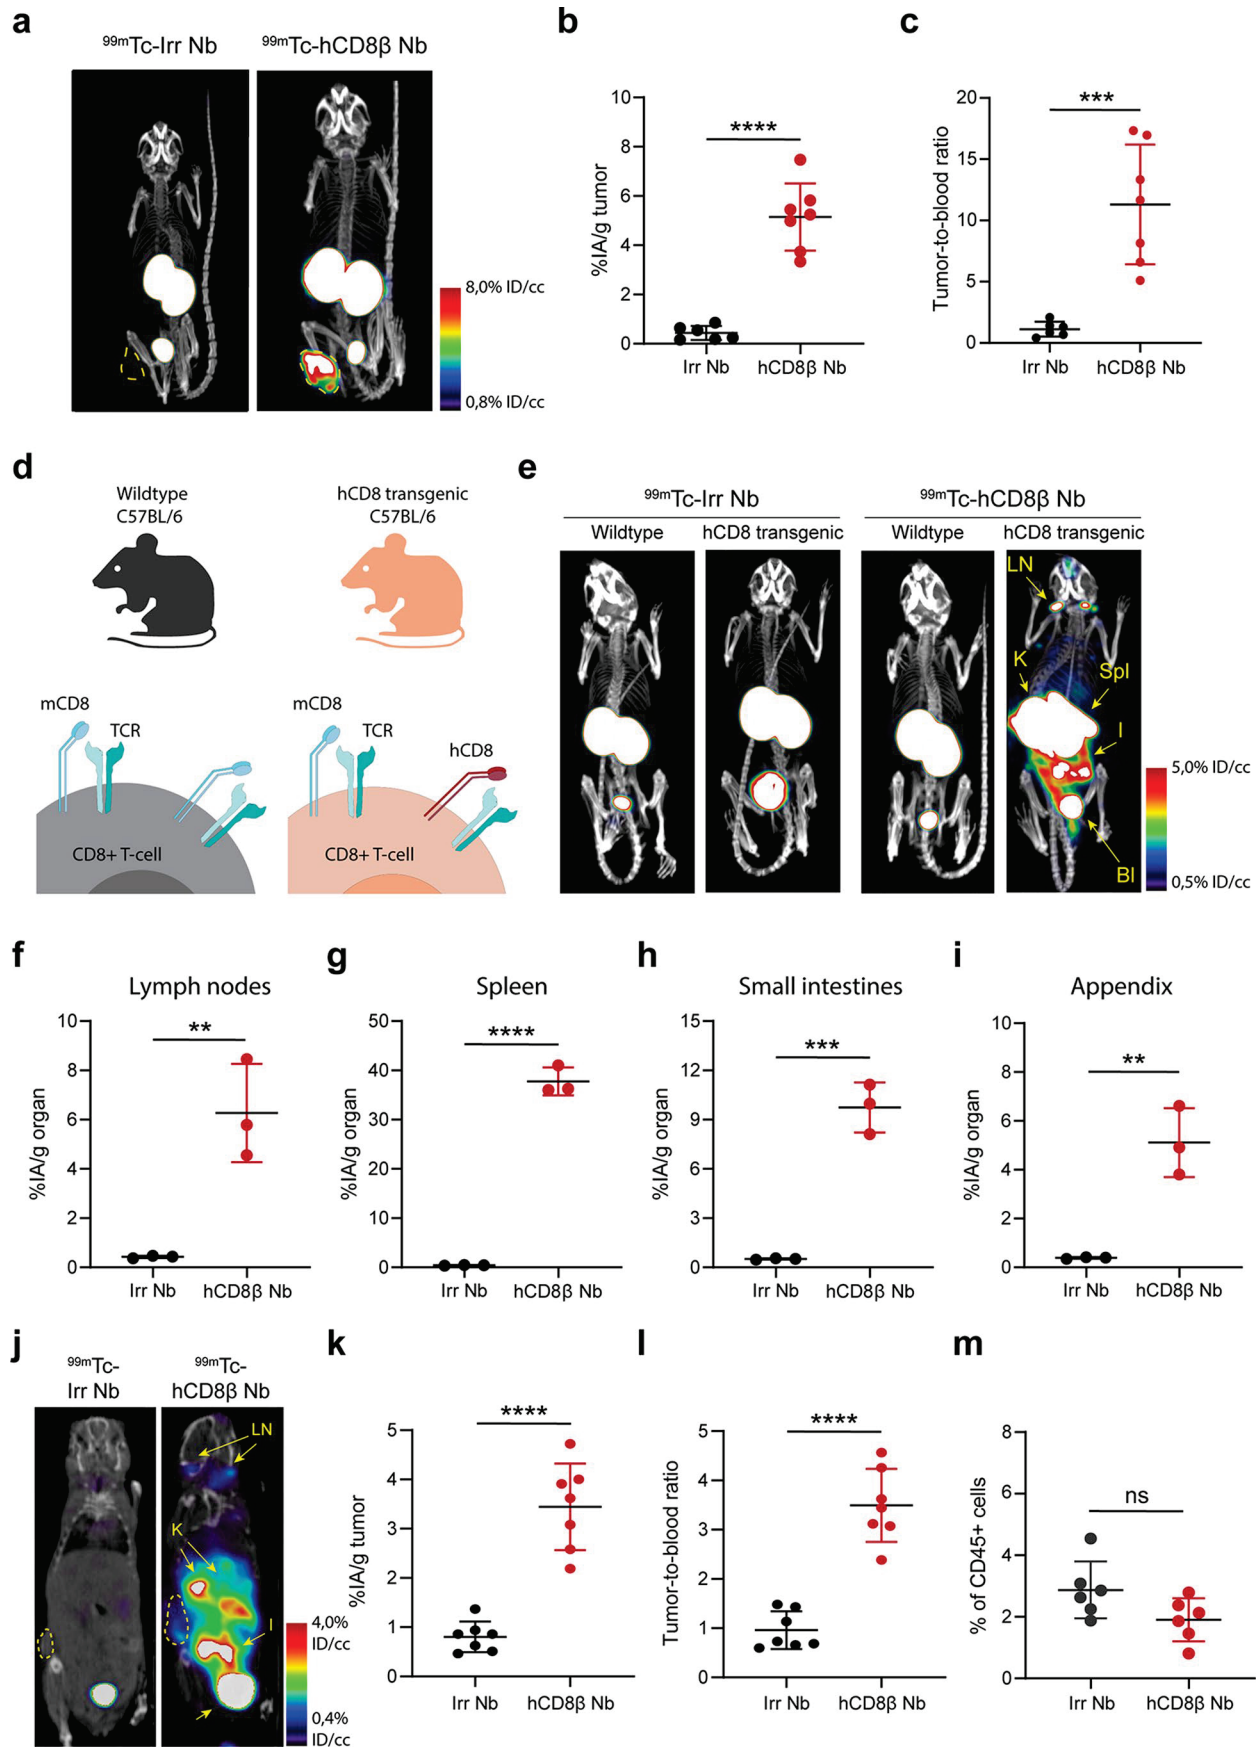 a
99mTc-Irr Nb
99mTc-hCD8β Nb
8,0% ID/cc
0,8% ID/cc
b
%IA/g tumor
10
8
6
4
2
0
****
Irr Nb
hCD8β Nb
c
Tumor-to-blood ratio
20
15
10
5
0
***
Irr Nb
hCD8β Nb
d
Wildtype
C57BL/6
hCD8 transgenic
C57BL/6
mCD8
TCR
CD8+ T-cell
mCD8
TCR
hCD8
CD8+ T-cell
e
99mTc-Irr Nb
99mTc-hCD8β Nb
Wildtype
hCD8 transgenic
Wildtype
hCD8 transgenic
LN
K
Spl
I
Bl
5,0% ID/cc
0,5% ID/cc
f
Lymph nodes
%IA/g organ
10
8
6
4
2
0
**
Irr Nb
hCD8β Nb
g
Spleen
%IA/g organ
50
40
30
20
10
0
****
Irr Nb
hCD8β Nb
h
Small intestines
%IA/g organ
15
12
9
6
3
0
***
Irr Nb
hCD8β Nb
i
Appendix
%IA/g organ
10
8
6
4
2
0
**
Irr Nb
hCD8β Nb
j
99mTc-
Irr Nb
99mTc-
hCD8β Nb
LN
K
I
4,0%
ID/cc
0,4%
ID/cc
k
%IA/g tumor
5
4
3
2
1
0
****
Irr Nb
hCD8β Nb
l
Tumor-to-blood ratio
5
4
3
2
1
0
****
Irr Nb
hCD8β Nb
m
% of CD45+ cells
8
6
4
2
0
ns
Irr Nb
hCD8β Nb